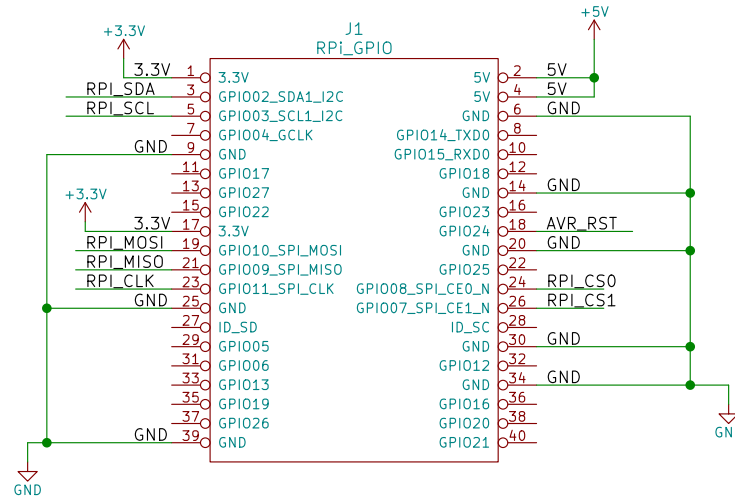 +5V
J1
RPi_GPIO
+3.3V
3.3V 1 3.3V 5V 2 5V
RPI_SDA 3 GPIO02_SDA1_I2C 5V 4 5V
RPI_SCL 5 GPIO03_SCL1_I2C GND 6 GND
7 GPIO04_GCLK GPIO14_TXD0 8
GND 9 GND GPIO15_RXD0 10
11 GPIO17 GPIO18 12
13 GPIO27 GND 14 GND
+3.3V
15 GPIO22 GPIO23 16
3.3V 17 3.3V GPIO24 18 AVR_RST
RPI_MOSI 19 GPIO10_SPI_MOSI GND 20 GND
RPI_MISO 21 GPIO09_SPI_MISO GPIO25 22
RPI_CLK 23 GPIO11_SPI_CLK GPIO08_SPI_CE0_N 24 RPI_CS0
GND 25 GND GPIO07_SPI_CE1_N 26 RPI_CS1
27 ID_SD ID_SC 28
29 GPIO05 GND 30 GND
31 GPIO06 GPIO12 32
33 GPIO13 GND 34 GND
35 GPIO19 GPIO16 36
37 GPIO26 GPIO20 38
GND 39 GND GPIO21 40
GN
GND